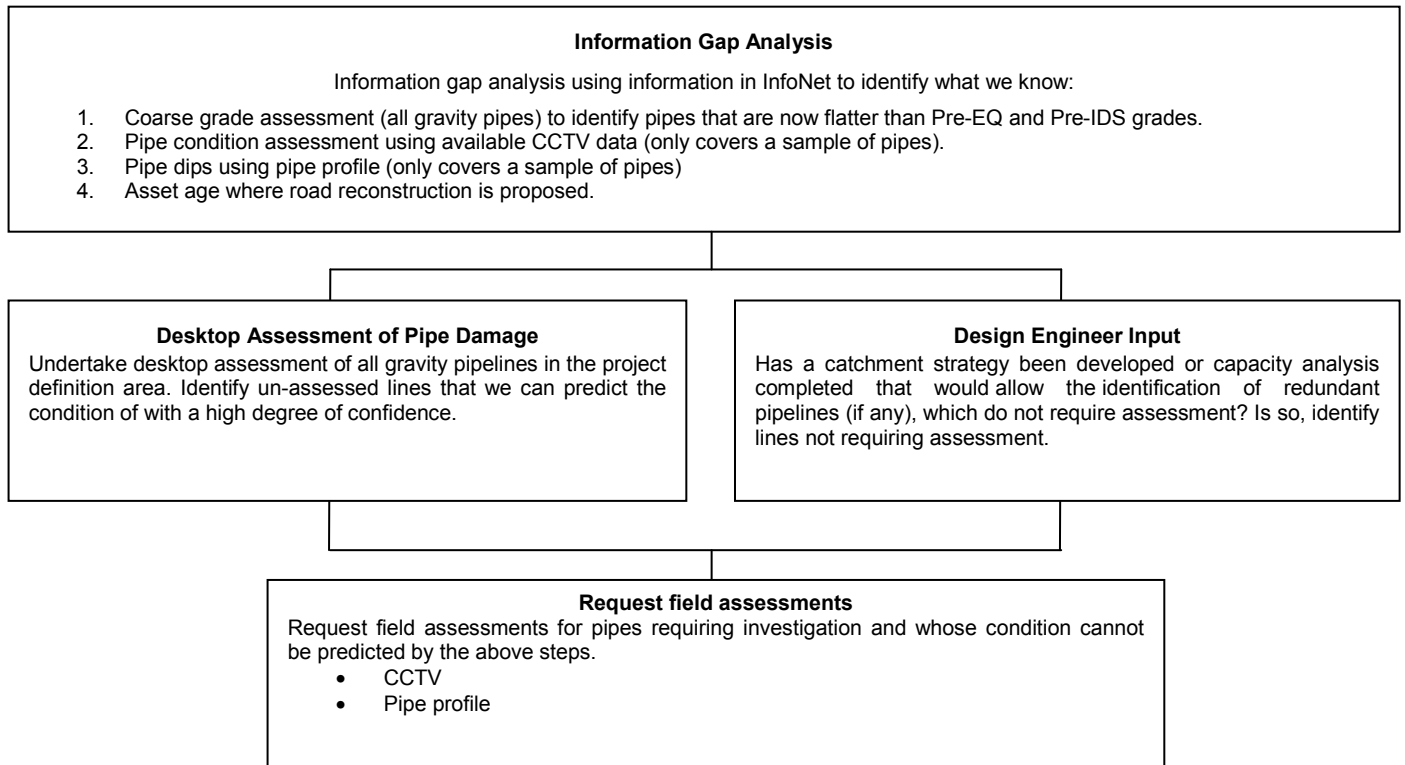 Information Gap Analysis
Information gap analysis using information in InfoNet to identify what we know:
1. Coarse grade assessment (all gravity pipes) to identify pipes that are now flatter than Pre-EQ and Pre-IDS grades.
2. Pipe condition assessment using available CCTV data (only covers a sample of pipes).
3. Pipe dips using pipe profile (only covers a sample of pipes)
4. Asset age where road reconstruction is proposed.
Desktop Assessment of Pipe Damage
Undertake desktop assessment of all gravity pipelines in the project
definition area. Identify un-assessed lines that we can predict the
condition of with a high degree of confidence.
Design Engineer Input
Has a catchment strategy been developed or capacity analysis
completed that would allow the identification of redundant
pipelines (if any), which do not require assessment? Is so, identify
lines not requiring assessment.
Request field assessments
Request field assessments for pipes requiring investigation and whose condition cannot
be predicted by the above steps.
• CCTV
• Pipe profile